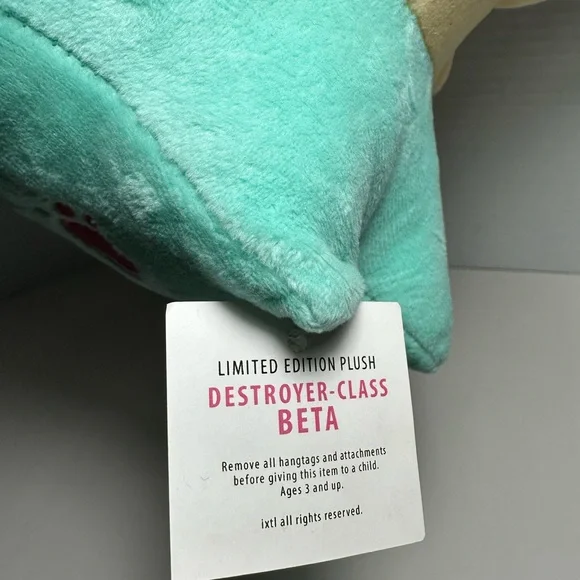 LIMITED EDITION PLUSH
DESTROYER-CLASS
BETA
Remove all hangtags and attachments
before giving this item to a child.
Ages 3 and up.
ixtl all rights reserved.